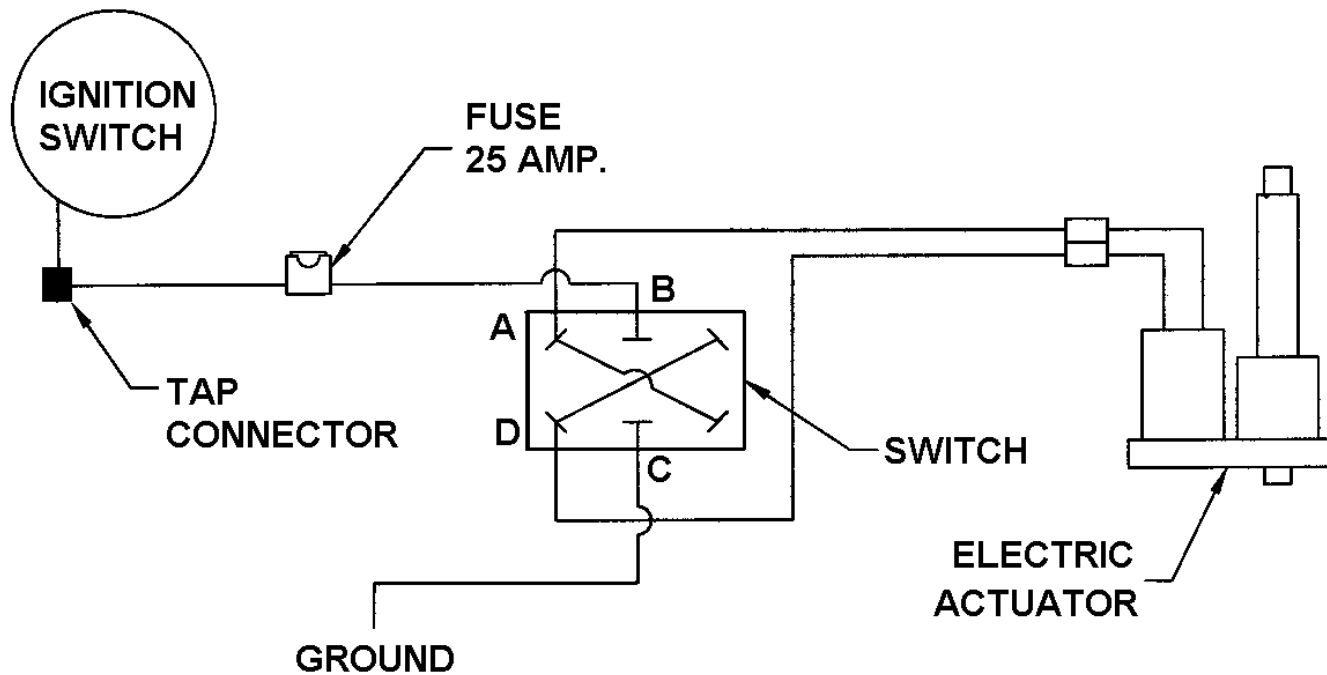 IGNITION
SWITCH
FUSE
25 AMP.
B
A
TAP
CONNECTOR
D
C
SWITCH
ELECTRIC
ACTUATOR
GROUND